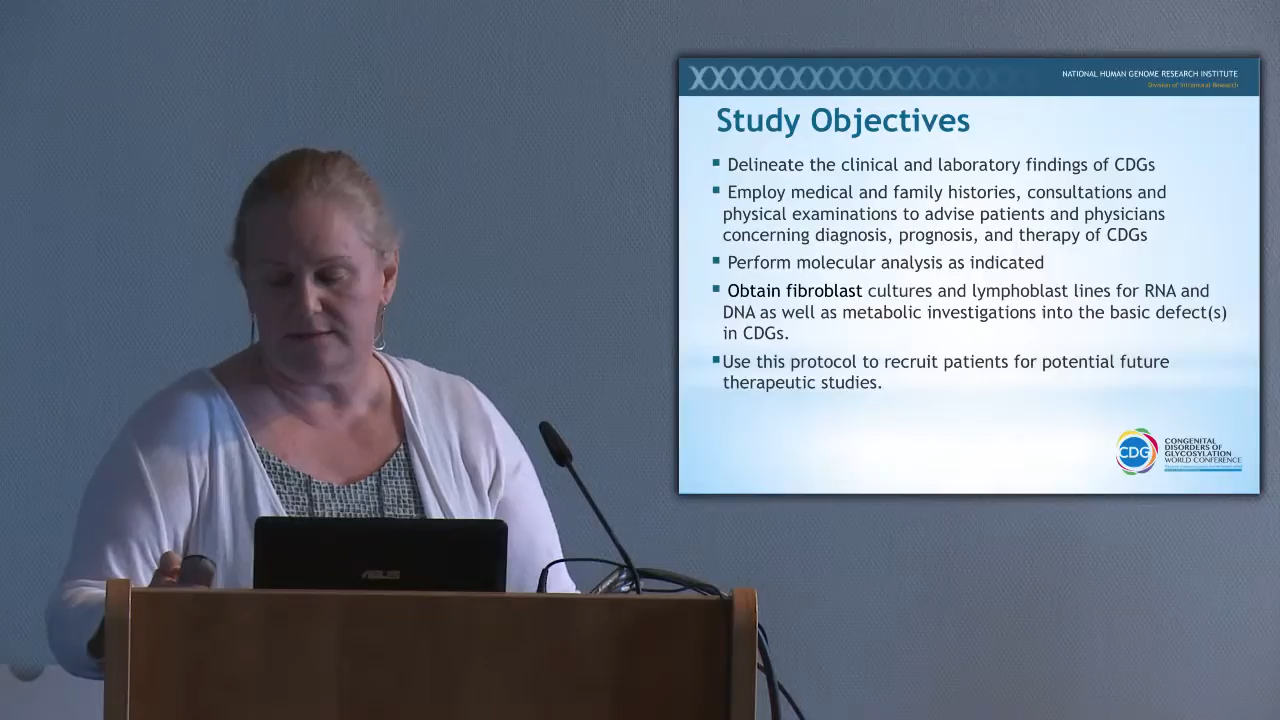 NATIONAL HUMAN GENOME RESEARCH INSTITUTE
Division of Intramural Research
Study Objectives
Delineate the clinical and laboratory findings of CDGs
Employ medical and family histories, consultations and
physical examinations to advise patients and physicians
concerning diagnosis, prognosis, and therapy of CDGs
Perform molecular analysis as indicated
Obtain fibroblast cultures and lymphoblast lines for RNA and
DNA as well as metabolic investigations into the basic defect(s)
in CDGs.
Use this protocol to recruit patients for potential future
therapeutic studies.
CDG
CONGENITAL
DISORDERS OF
GLYCOSYLATION
WORLD CONFERENCE
ASUS